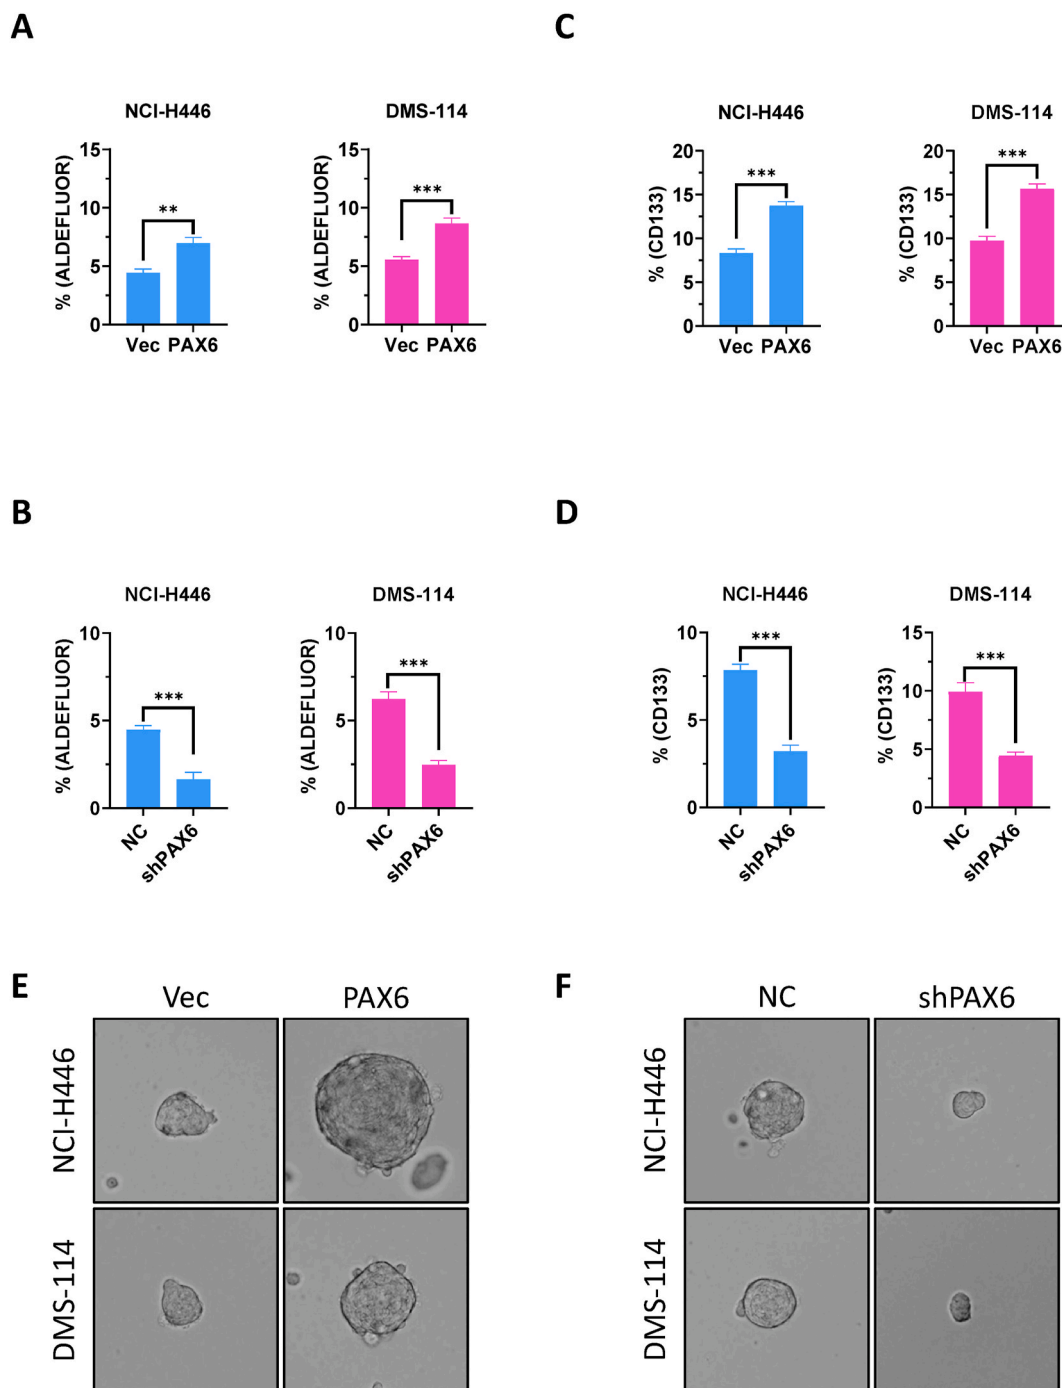 A
NCI-H446
% (ALDEFLUOR)
15
10
5
0
**
Vec PAX6
DMS-114
% (ALDEFLUOR)
15
10
5
0
***
Vec PAX6
C
NCI-H446
% (CD133)
20
15
10
5
0
***
Vec PAX6
DMS-114
% (CD133)
20
15
10
5
0
***
Vec PAX6
B
NCI-H446
% (ALDEFLUOR)
10
5
0
***
NC
shPAX6
DMS-114
% (ALDEFLUOR)
10
5
0
***
NC
shPAX6
D
NCI-H446
% (CD133)
10
5
0
***
NC
shPAX6
DMS-114
% (CD133)
15
10
5
0
***
NC
shPAX6
E
Vec PAX6
NCI-H446
DMS-114
F
NC shPAX6
NCI-H446
DMS-114